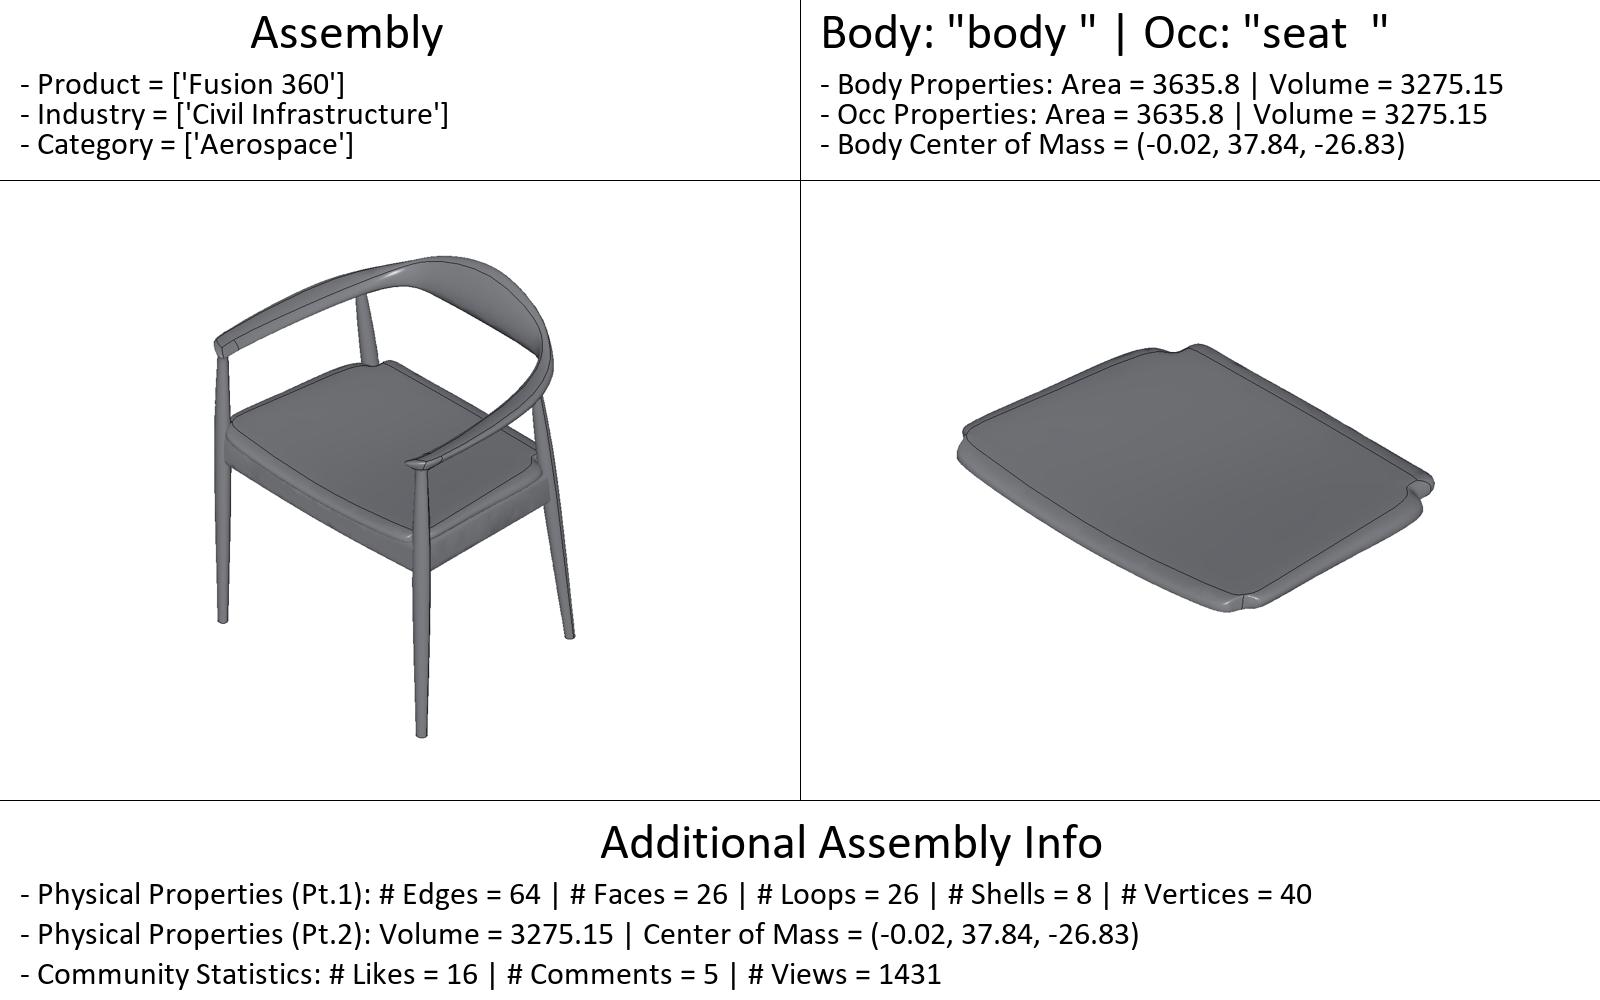 Assembly
- Product = ['Fusion 360']
- Industry = ['Civil Infrastructure']
- Category = ['Aerospace']
Body: "body " | Occ: "seat  "
- Body Properties: Area = 3635.8 | Volume = 3275.15
- Occ Properties: Area = 3635.8 | Volume = 3275.15
- Body Center of Mass = (-0.02, 37.84, -26.83)
Additional Assembly Info
- Physical Properties (Pt.1): # Edges = 64 | # Faces = 26 | # Loops = 26 | # Shells = 8 | # Vertices = 40
- Physical Properties (Pt.2): Volume = 3275.15 | Center of Mass = (-0.02, 37.84, -26.83)
- Community Statistics: # Likes = 16 | # Comments = 5 | # Views = 1431